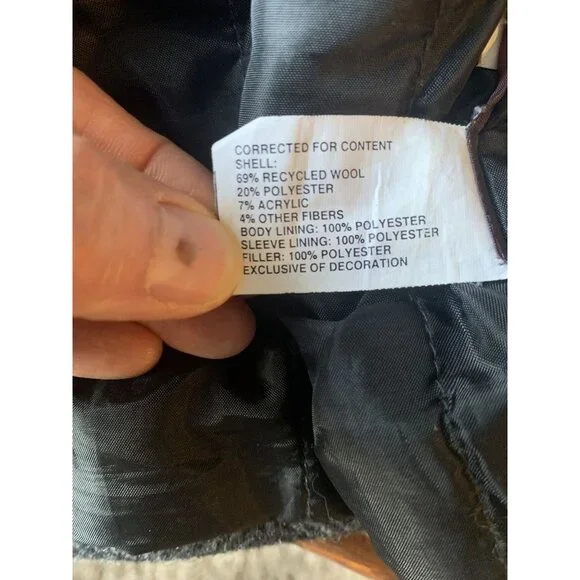 CORRECTED FOR CONTENT
SHELL:
69% RECYCLED WOOL
20% POLYESTER
7% ACRYLIC
4% OTHER FIBERS
BODY LINING: 100% POLYESTER
SLEEVE LINING: 100% POLYESTER
FILLER: 100% POLYESTER
EXCLUSIVE OF DECORATION